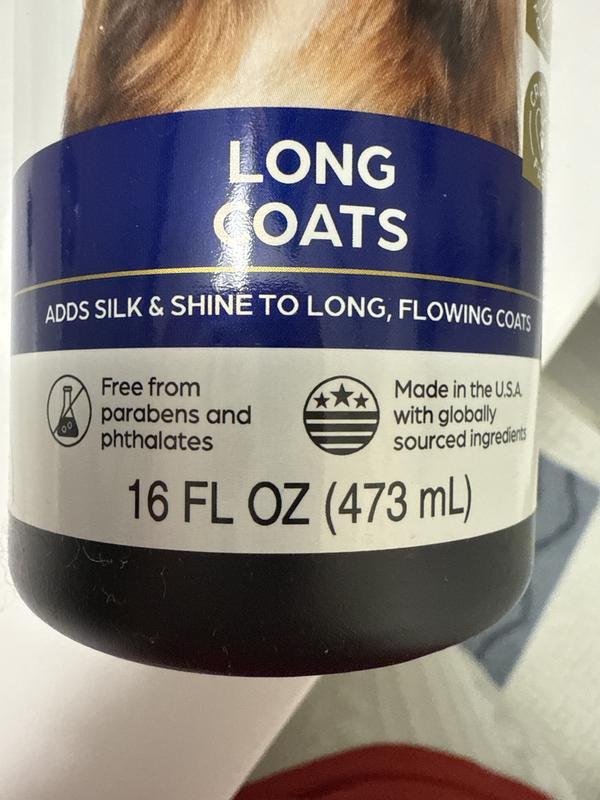 LONG
COATS
ADDS SILK & SHINE TO LONG, FLOWING COATS
Free from
parabens and
phthalates
Made in the U.S.A.
with globally
sourced ingredients
16 FL OZ (473 mL)